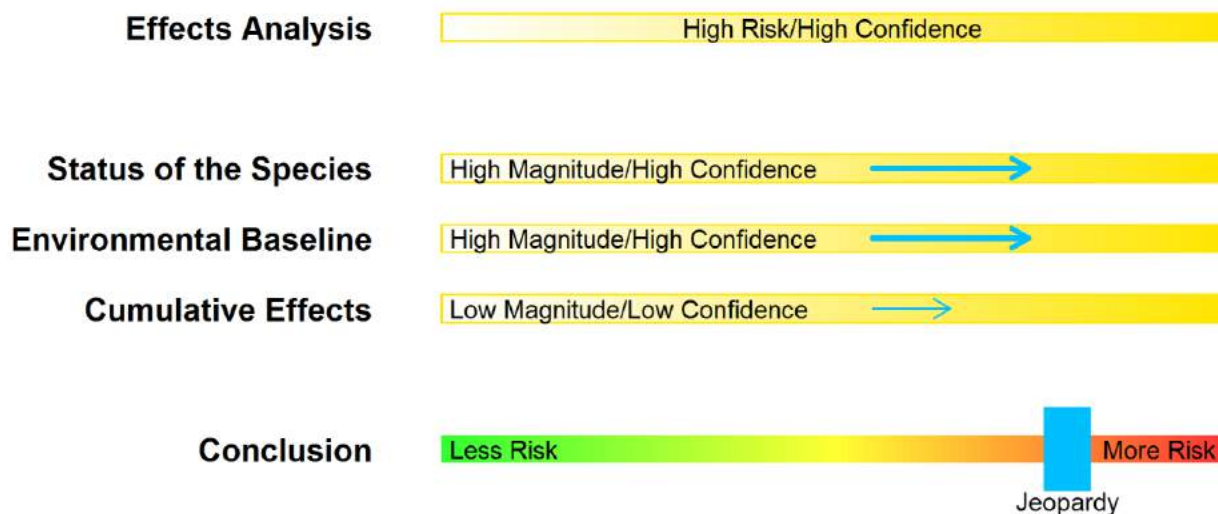 Effects Analysis High Risk/High Confidence
Status of the Species High Magnitude/High Confidence
Environmental Baseline High Magnitude/High Confidence
Cumulative Effects Low Magnitude/Low Confidence
Conclusion Less Risk More Risk
Jeopardy